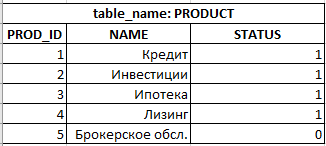 table_name: PRODUCT
PROD_ID NAME STATUS
1 Кредит 1
2 Инвестиции 1
3 Ипотека 1
4 Лизинг 1
5 Брокерское обсл. 0